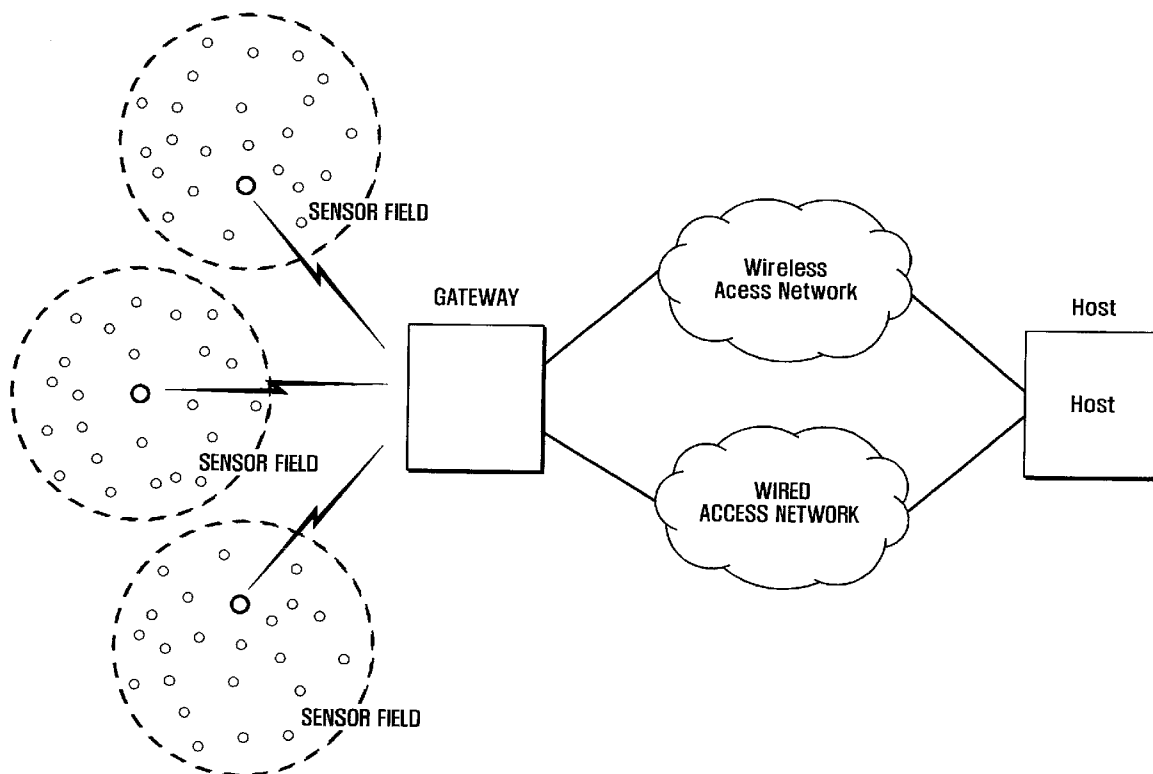 SENSOR FIELD
GATEWAY
Wireless
Acess Network
Host
Host
SENSOR FIELD
WIRED
ACCESS NETWORK
SENSOR FIELD